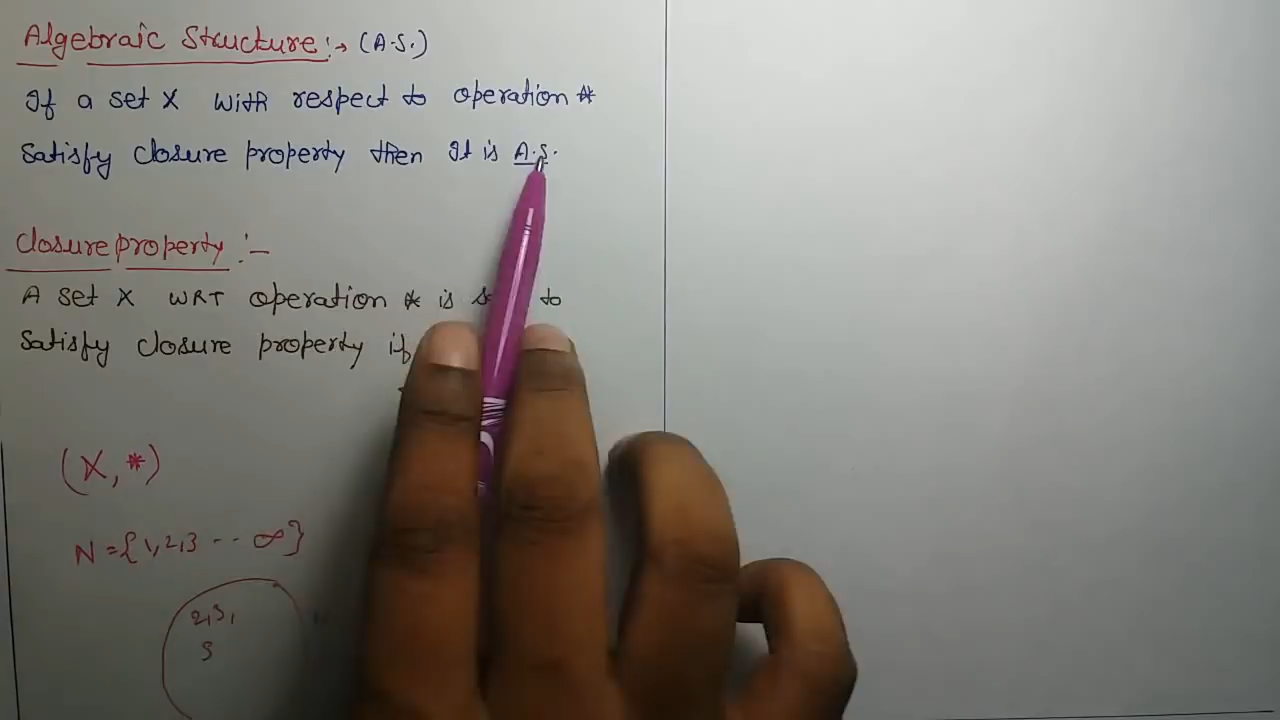 Algebraic Structure :→ (A.S.)
If a set X with respect to operation *
Satisfy closure property then It is A.S.
Closure property :-
A set X WRT operation * is to
Satisfy closure property if
(X, *)
N = {1, 2, 3 -- ∞}
2, 3,
5